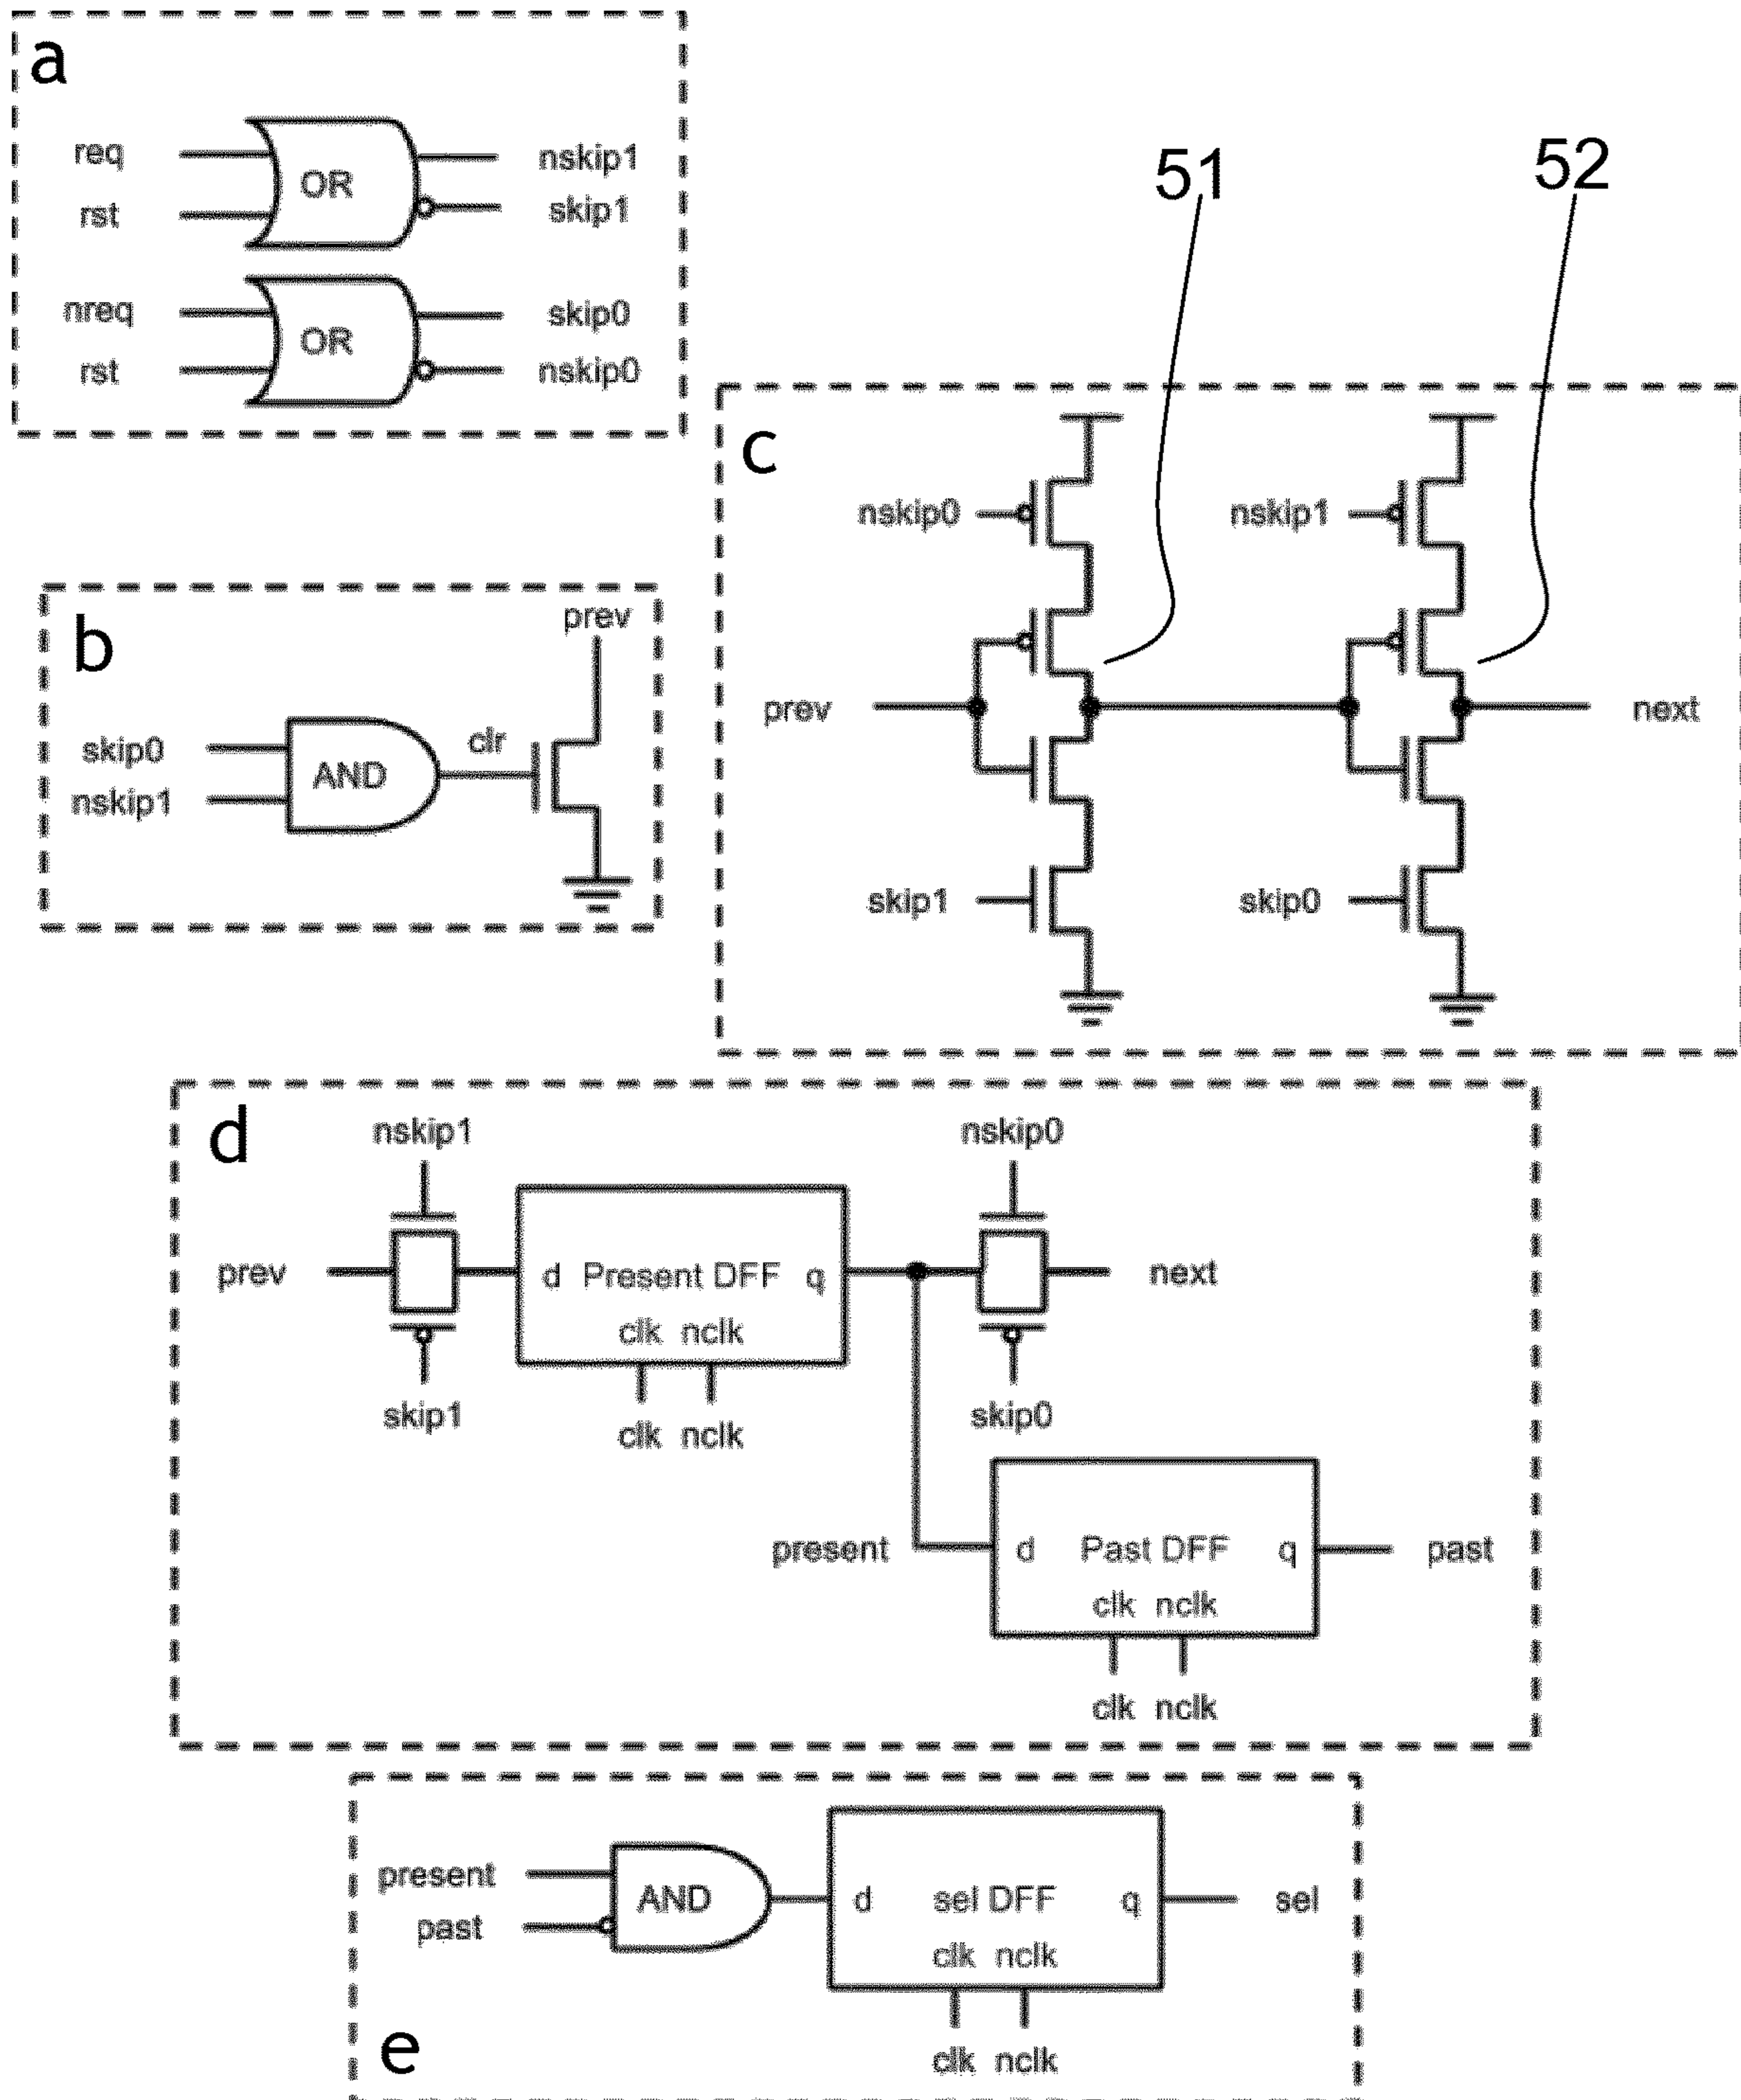 a
req
OR
nskip1
rst
skip1
nreq
OR
skip0
rst
nskip0
51
52
b
prev
skip0
AND
clr
nskip1
c
nskip0
nskip1
prev
next
skip1
skip0
d
nskip1
nskip0
prev
d Present DFF q
next
clk nclk
skip1
skip0
clk nclk
present
d Past DFF q
past
clk nclk
clk nclk
present
AND
d sel DFF q
sel
past
clk nclk
e
clk nclk